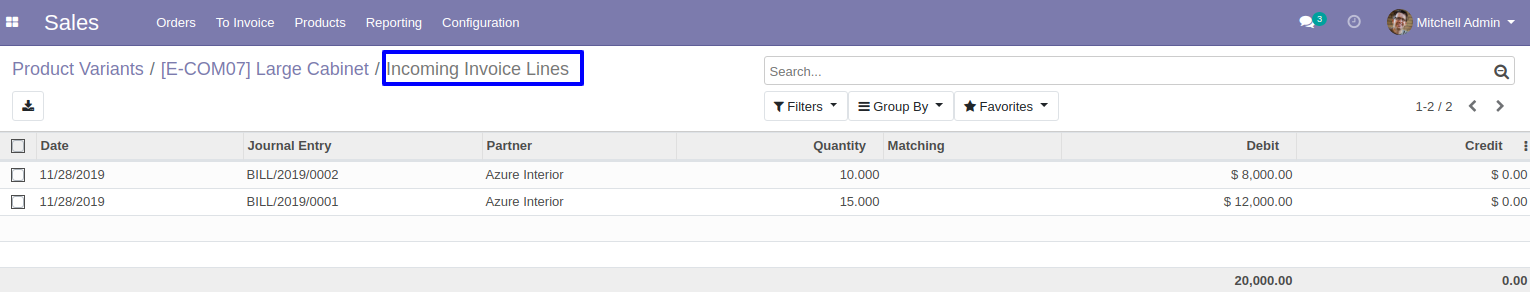 Sales Orders To Invoice Products Reporting Configuration 3 Mitchell Admin
Product Variants / [E-COM07] Large Cabinet / Incoming Invoice Lines
Search...
Filters Group By Favorites 1-2 / 2
Date Journal Entry Partner Quantity Matching Debit Credit
11/28/2019 BILL/2019/0002 Azure Interior 10.000 $ 8,000.00 $ 0.00
11/28/2019 BILL/2019/0001 Azure Interior 15.000 $ 12,000.00 $ 0.00
20,000.00 0.00